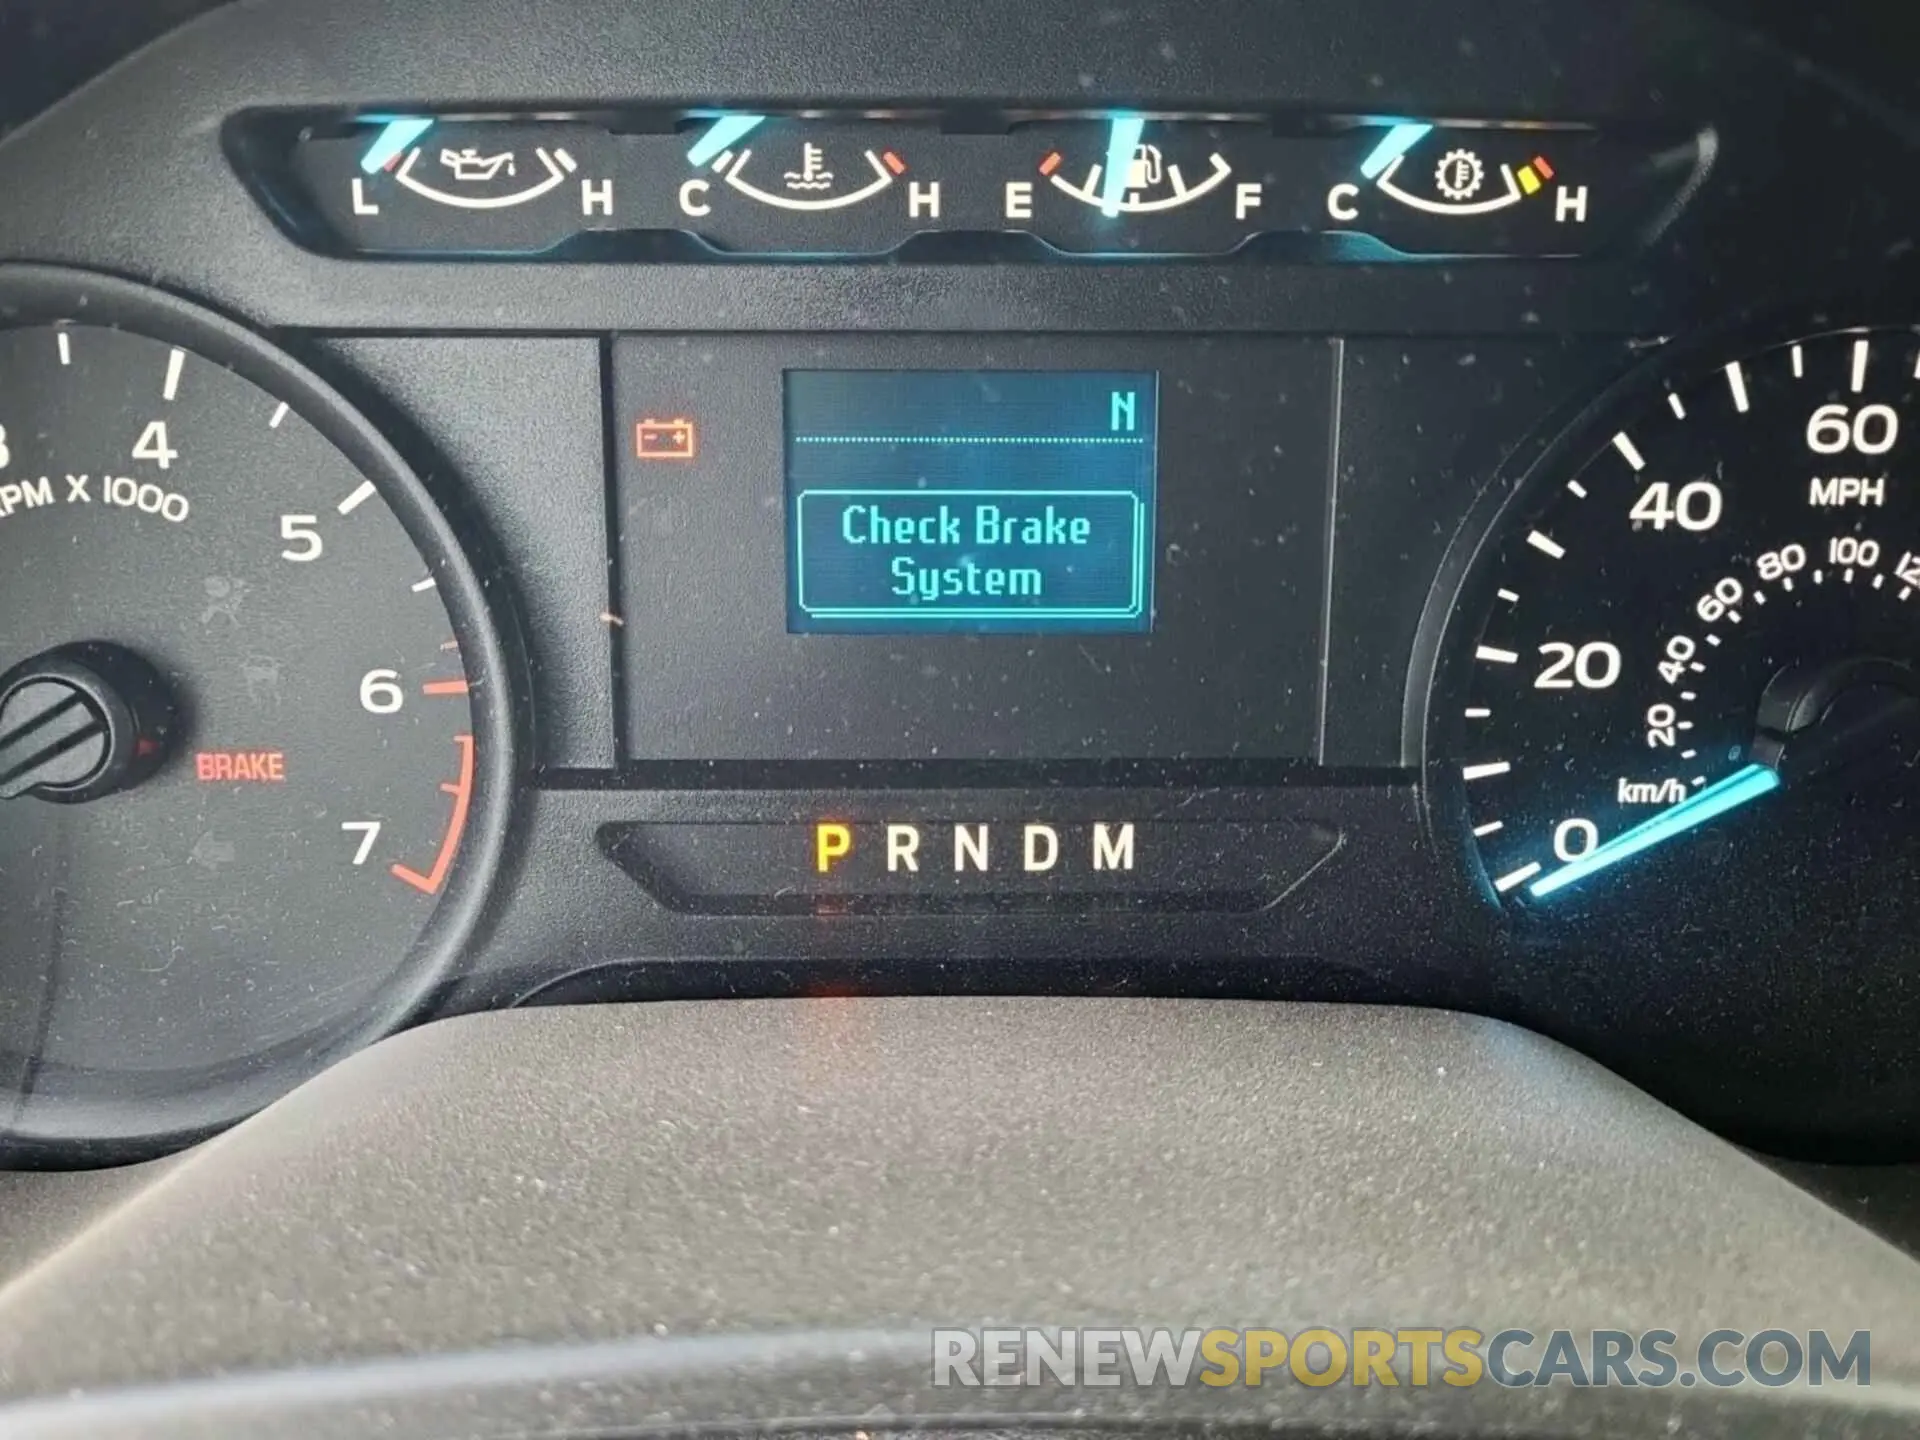 L H C H E F C H
4
RPM X 1000
5
6
7
BRAKE
N
Check Brake
System
P R N D M
60
MPH
40
20
0
100
80
60
40
20
km/h
RENEWSPORTSCARS.COM